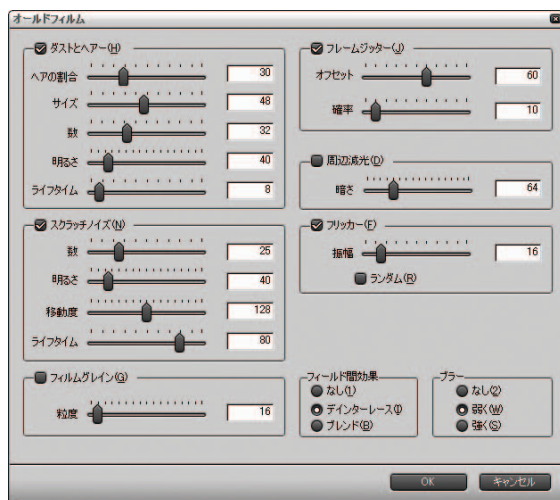 オールドフィルム
ダストとヘアー(H)
ヘアの割合 30
サイズ 48
数 32
明るさ 40
ライフタイム 8
スクラッチノイズ(N)
数 25
明るさ 40
移動度 128
ライフタイム 80
フィルムグレイン(G)
粒度 16
フレームジッター(J)
オフセット 60
確率 10
周辺減光(D)
暗さ 64
フリッカー(F)
振幅 16
ランダム(R)
フィールド間効果
なし(1)
デインターレース(I)
ブレンド(B)
ブラー
なし(2)
弱く(W)
強く(S)
OK キャンセル